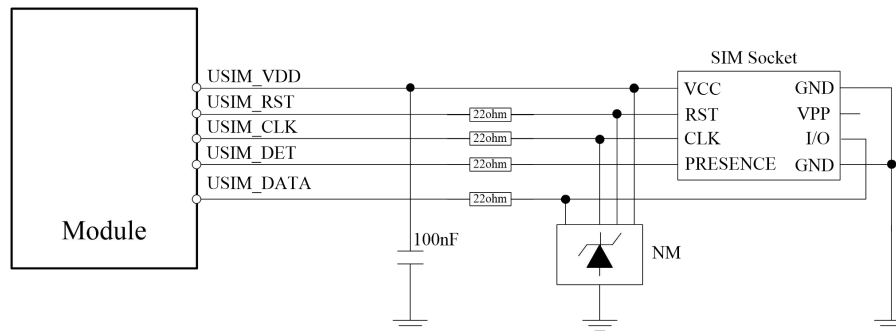 SIM Socket
USIM_VDD
VCC
GND
USIM_RST
22ohm
RST
VPP
USIM_CLK
22ohm
CLK
I/O
USIM_DET
22ohm
PRESENCE
GND
USIM_DATA
22ohm
Module
100nF
NM